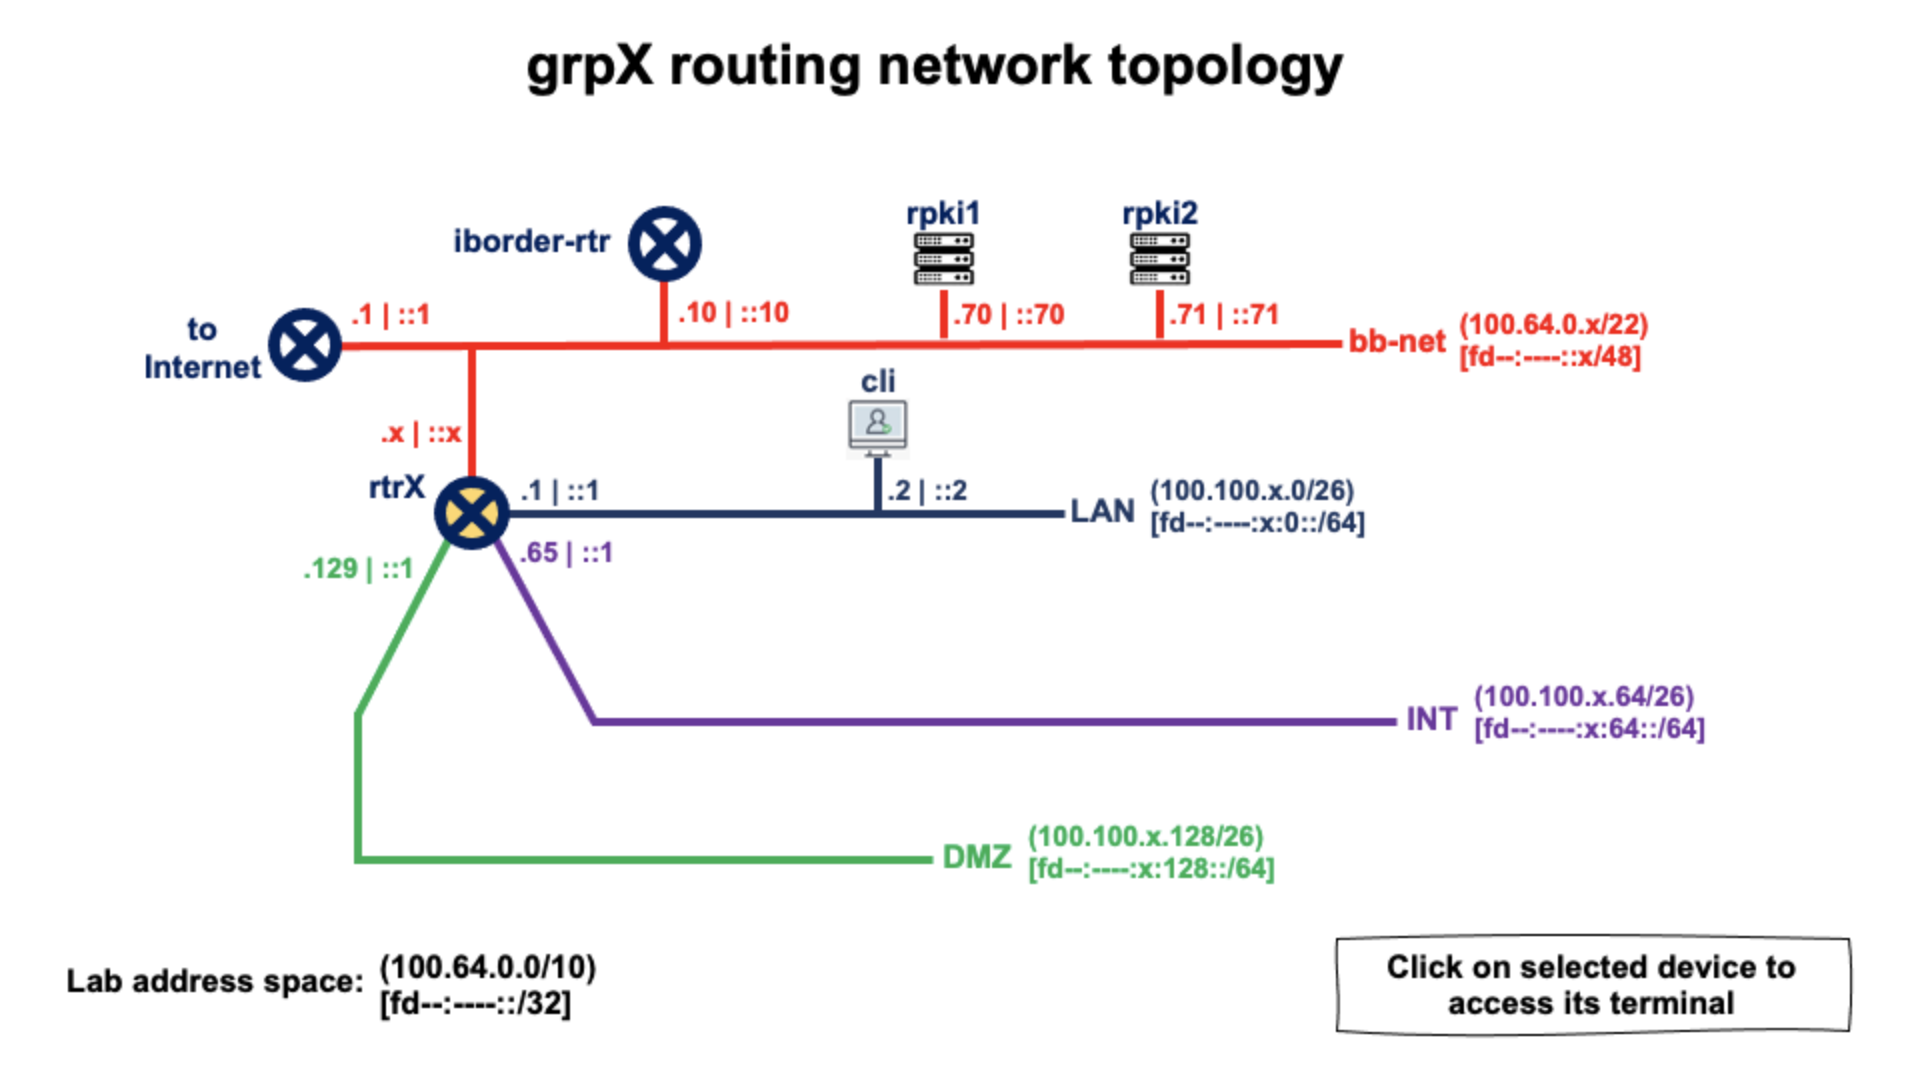 grpX routing network topology
rpki1
rpki2
iborder-rtr
to
Internet
.1 | ::1
.10 | ::10
.70 | ::70
.71 | ::71
bb-net
(100.64.0.x/22)
[fd--:----::x/48]
cli
.x | ::x
rtrX
.1 | ::1
.2 | ::2
LAN
(100.100.x.0/26)
[fd--:----:x:0::/64]
.129 | ::1
.65 | ::1
INT
(100.100.x.64/26)
[fd--:----:x:64::/64]
DMZ
(100.100.x.128/26)
[fd--:----:x:128::/64]
Lab address space:
(100.64.0.0/10)
[fd--:----::/32]
Click on selected device to
access its terminal